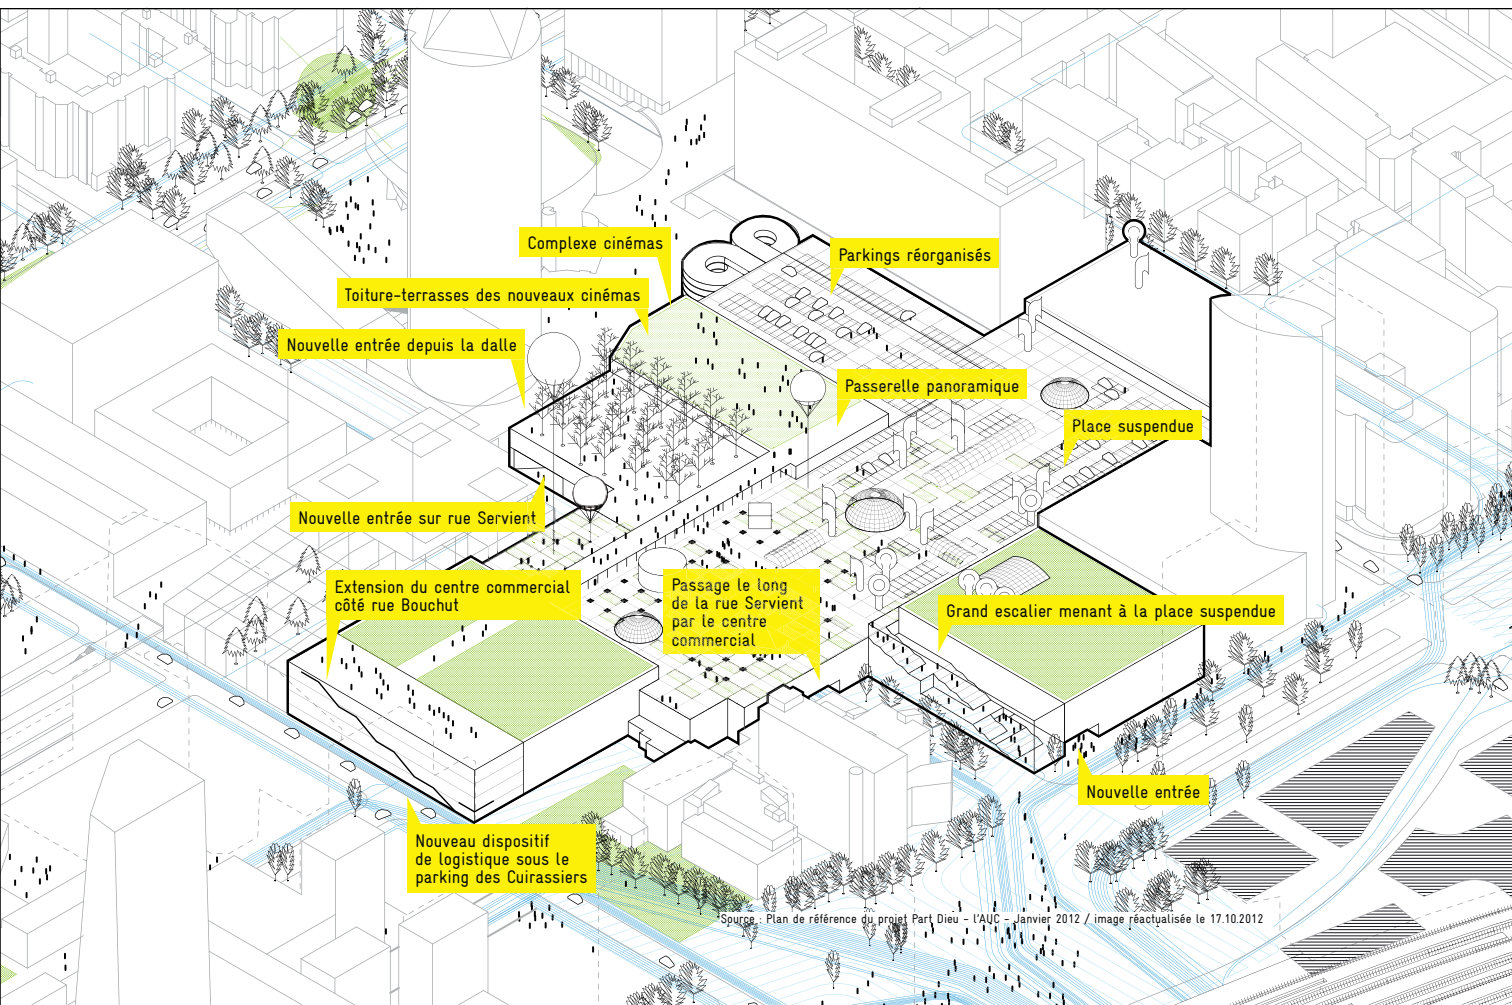 Complexe cinémas
Parkings réorganisés
Toiture-terrasses des nouveaux cinémas
Nouvelle entrée depuis la dalle
Passerelle panoramique
Place suspendue
Nouvelle entrée sur rue Servient
Extension du centre commercial
côté rue Bouchut
Passage le long
de la rue Servient
par le centre
commercial
Grand escalier menant à la place suspendue
Nouvelle entrée
Nouveau dispositif
de logistique sous le
parking des Cuirassiers
Source : Plan de référence du projet Part Dieu - l'AUC - Janvier 2012 / image réactualisée le 17.10.2012